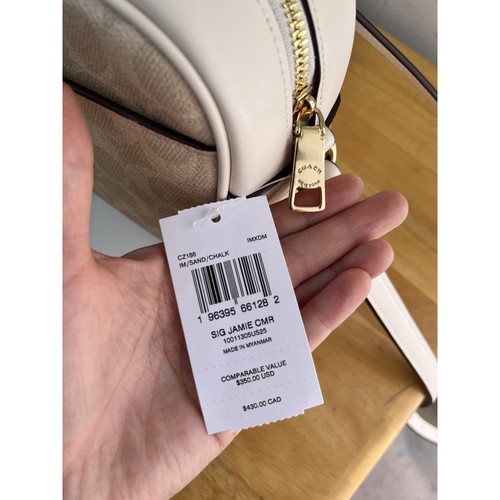 COACH
NEW YORK
CZ186 IMXDM
IM/SAND/CHALK
1 96395 66128 2
SIG JAMIE CMR
10011305US25
MADE IN MYANMAR
COMPARABLE VALUE
$350.00 USD
$430.00 CAD